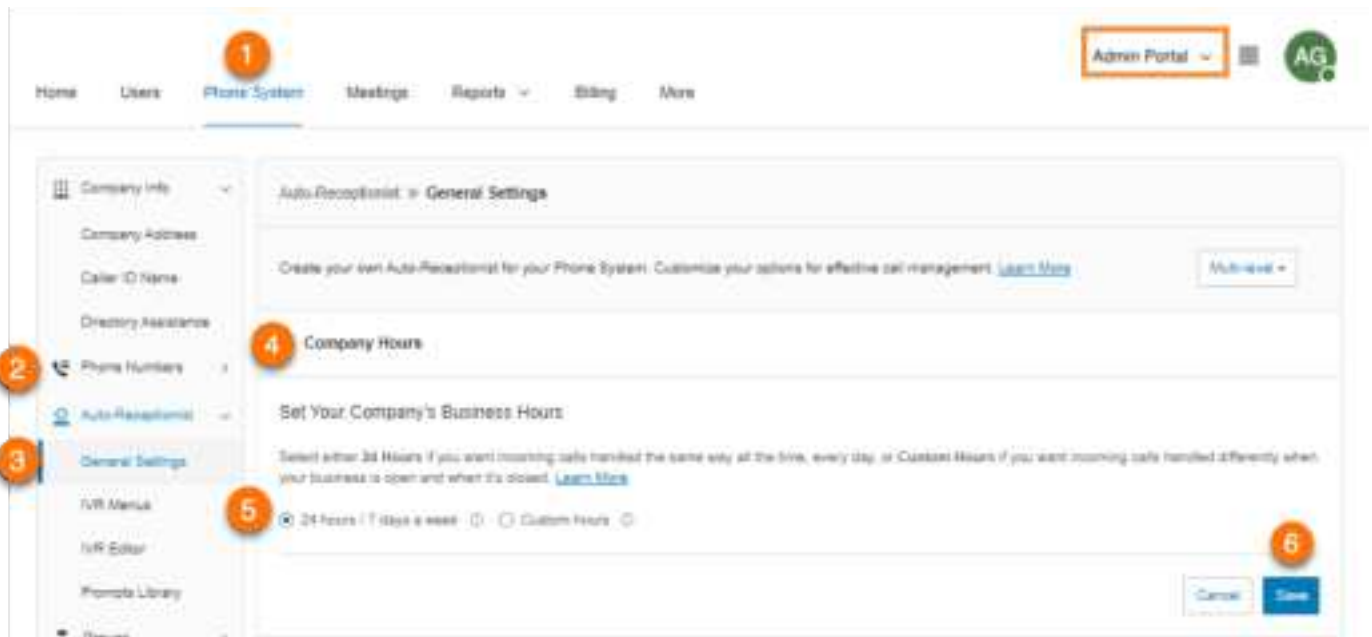 1
Admin Portal
AG
Home Users Phone System Meetings Reports Billing More
Company Info
Auto-Receptionist » General Settings
Company Address
Create your own Auto-Receptionist for your Phone System. Customize your options for effective call management. Learn More
Multi-level
Caller ID Name
Directory Assistance
4 Company Hours
2 Phone Numbers
Auto-Receptionist
Set Your Company's Business Hours
3 General Settings
Select either 24 Hours if you want incoming calls handled the same way all the time, every day, or Custom Hours if you want incoming calls handled differently when
your business is open and when it's closed. Learn More
IVR Menus
5 24 hours / 7 days a week Custom hours
IVR Editor
6
Prompts Library
Cancel Save